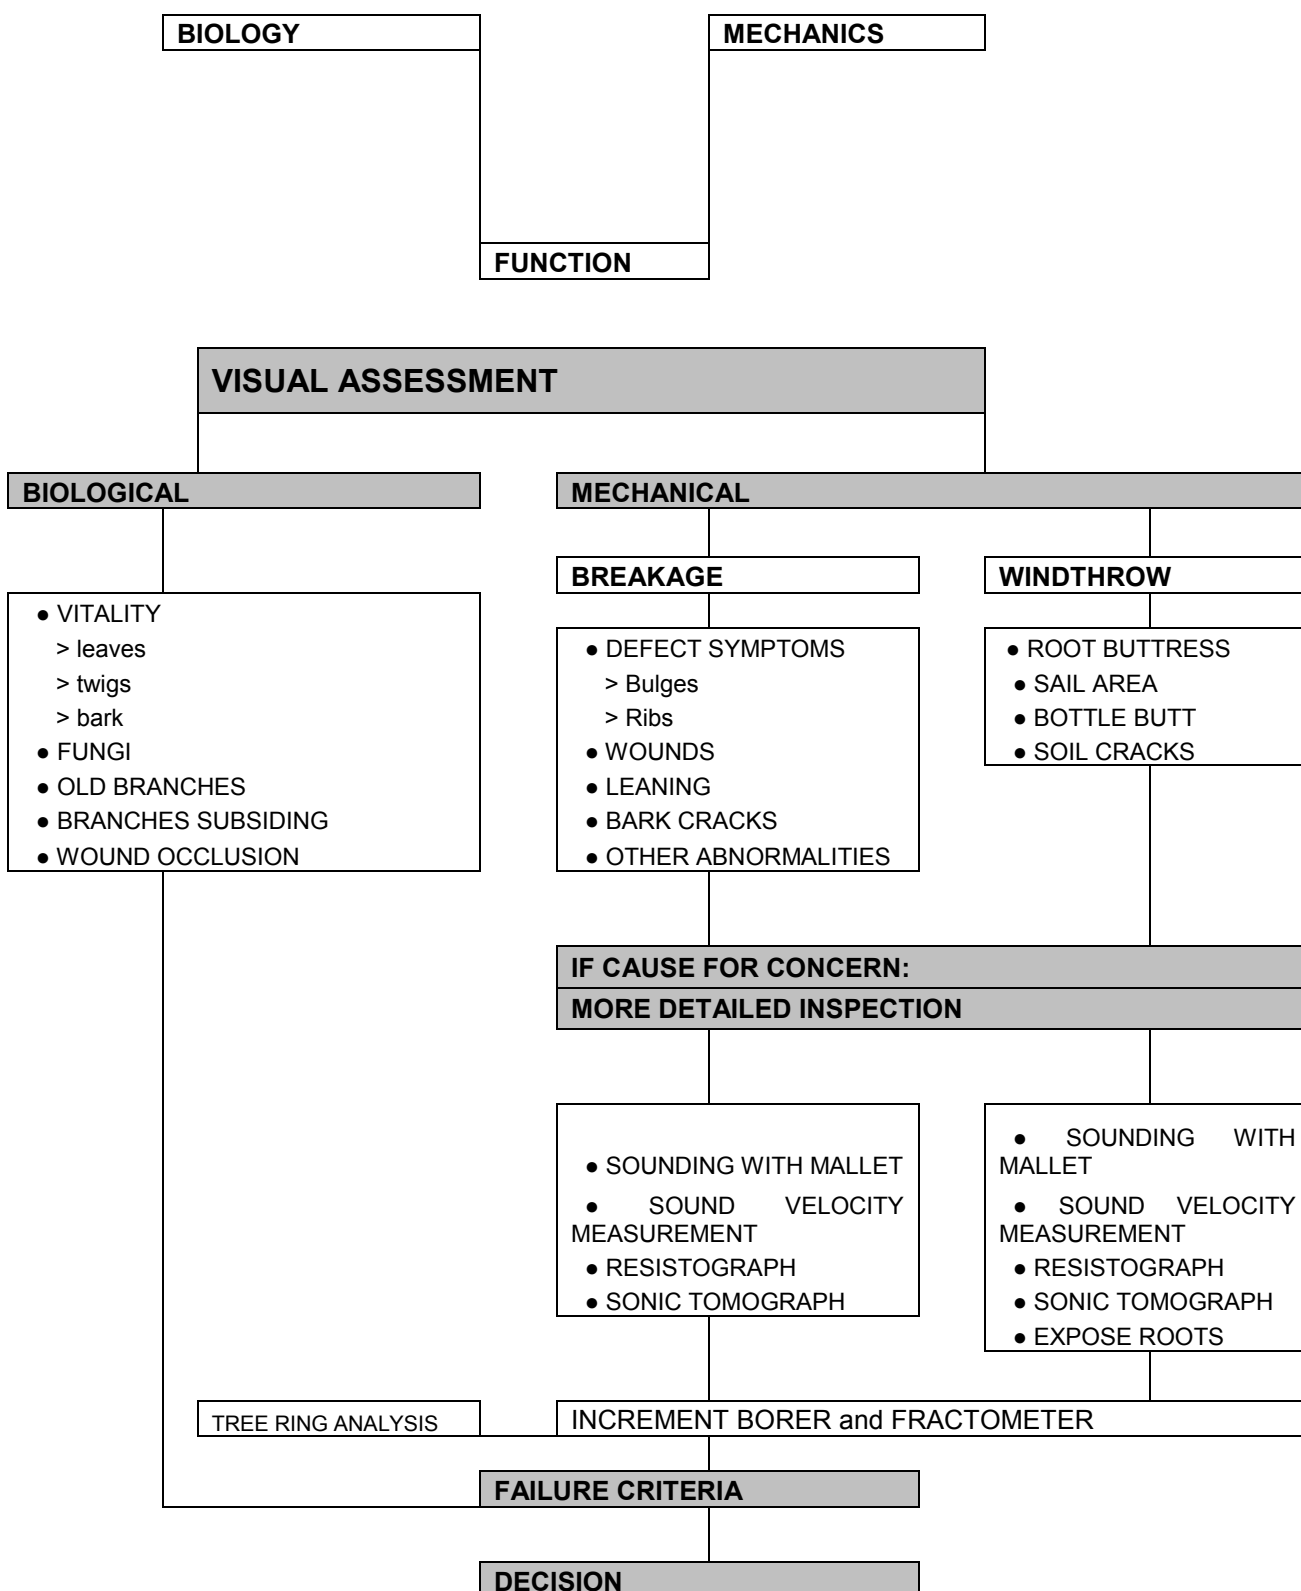 BIOLOGY
MECHANICS
FUNCTION
VISUAL ASSESSMENT
BIOLOGICAL
● VITALITY
> leaves
> twigs
> bark
● FUNGI
● OLD BRANCHES
● BRANCHES SUBSIDING
● WOUND OCCLUSION
MECHANICAL
BREAKAGE
● DEFECT SYMPTOMS
> Bulges
> Ribs
● WOUNDS
● LEANING
● BARK CRACKS
● OTHER ABNORMALITIES
WINDTHROW
● ROOT BUTTRESS
● SAIL AREA
● BOTTLE BUTT
● SOIL CRACKS
IF CAUSE FOR CONCERN:
MORE DETAILED INSPECTION
● SOUNDING WITH MALLET
● SOUND VELOCITY
MEASUREMENT
● RESISTOGRAPH
● SONIC TOMOGRAPH
● SOUNDING WITH
MALLET
● SOUND VELOCITY
MEASUREMENT
● RESISTOGRAPH
● SONIC TOMOGRAPH
● EXPOSE ROOTS
TREE RING ANALYSIS
INCREMENT BORER and FRACTOMETER
FAILURE CRITERIA
DECISION